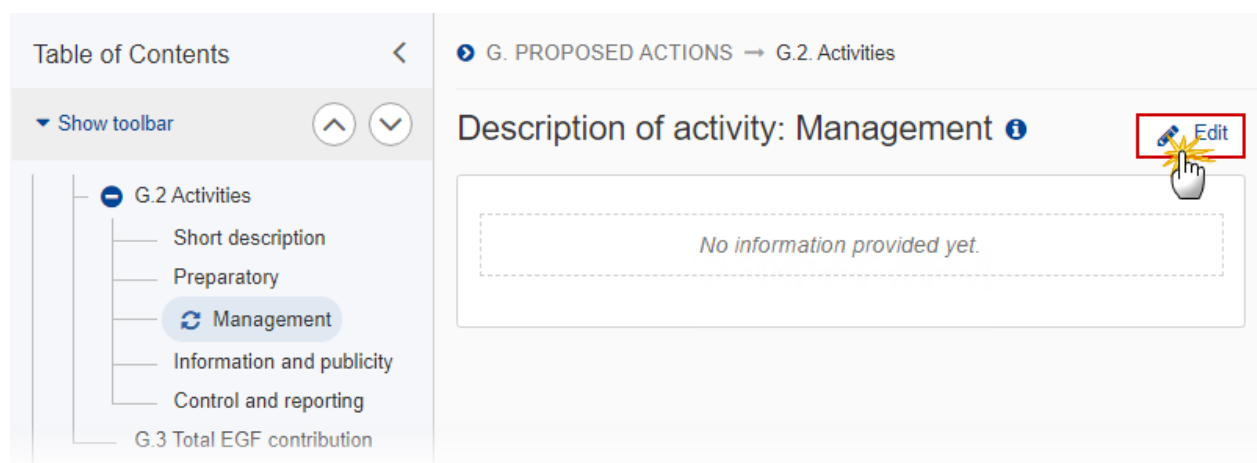 Table of Contents
Show toolbar
G.2 Activities
Short description
Preparatory
Management
Information and publicity
Control and reporting
G.3 Total EGF contribution
G. PROPOSED ACTIONS → G.2. Activities
Description of activity: Management
Edit
No information provided yet.